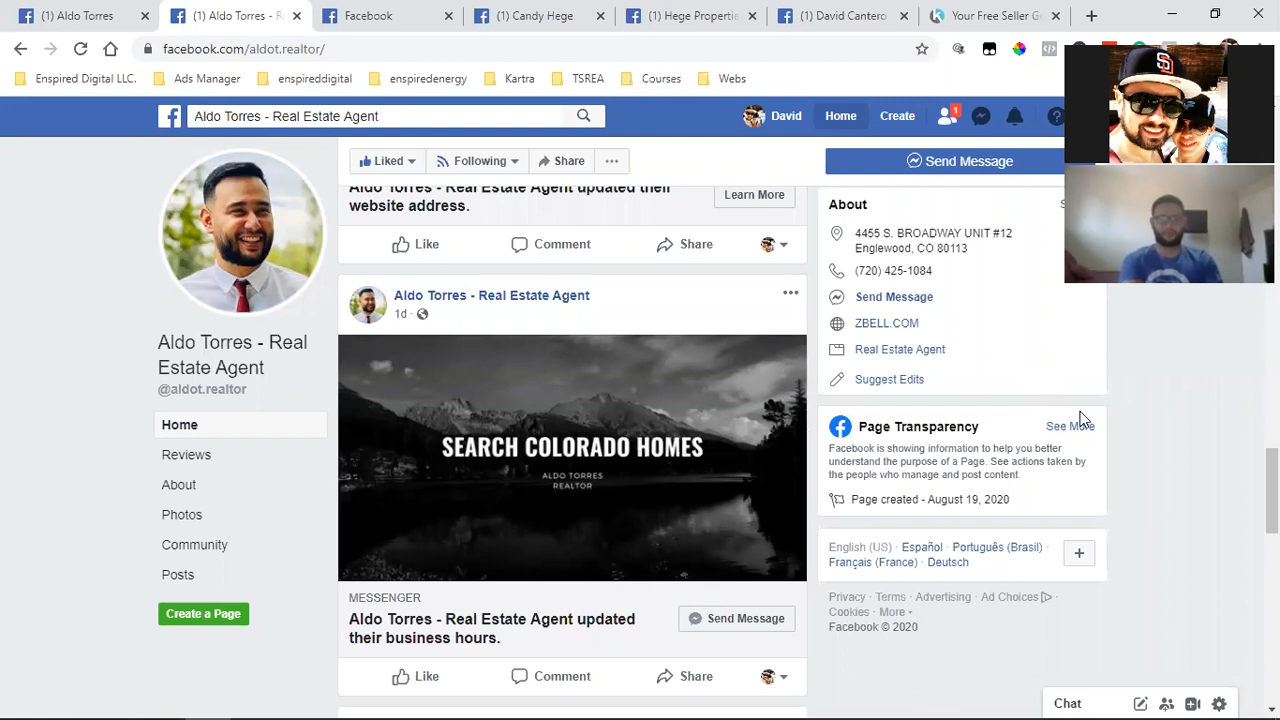 (1) Aldo Torres
(1) Aldo Torres - R
Facebook
(1) Candy Hege
(1) Hege Propertie
(1) David Cantero
Your Free Seller G
facebook.com/aldot.realtor/
Enspired Digital LLC.
Ads Manager
enspireddigital
enspiredenergy
Kartra
TSREA
Courses
Webs
Aldo Torres - Real Estate Agent
David
Home
Create
1
Liked
Following
Share
Send Message
Aldo Torres - Real Estate Agent updated their
website address.
Learn More
Like
Comment
Share
Aldo Torres - Real Estate Agent
1d
SEARCH COLORADO HOMES
ALDO TORRES
REALTOR
MESSENGER
Aldo Torres - Real Estate Agent updated
their business hours.
Send Message
Like
Comment
Share
Aldo Torres - Real
Estate Agent
@aldot.realtor
Home
Reviews
About
Photos
Community
Posts
Create a Page
About
4455 S. BROADWAY UNIT #12
Englewood, CO 80113
(720) 425-1084
Send Message
ZBELL.COM
Real Estate Agent
Suggest Edits
Page Transparency
See More
Facebook is showing information to help you better
understand the purpose of a Page. See actions taken by
the people who manage and post content.
Page created - August 19, 2020
English (US) · Español · Português (Brasil) ·
Français (France) · Deutsch
Privacy · Terms · Advertising · Ad Choices ·
Cookies · More
Facebook © 2020
Chat
SD